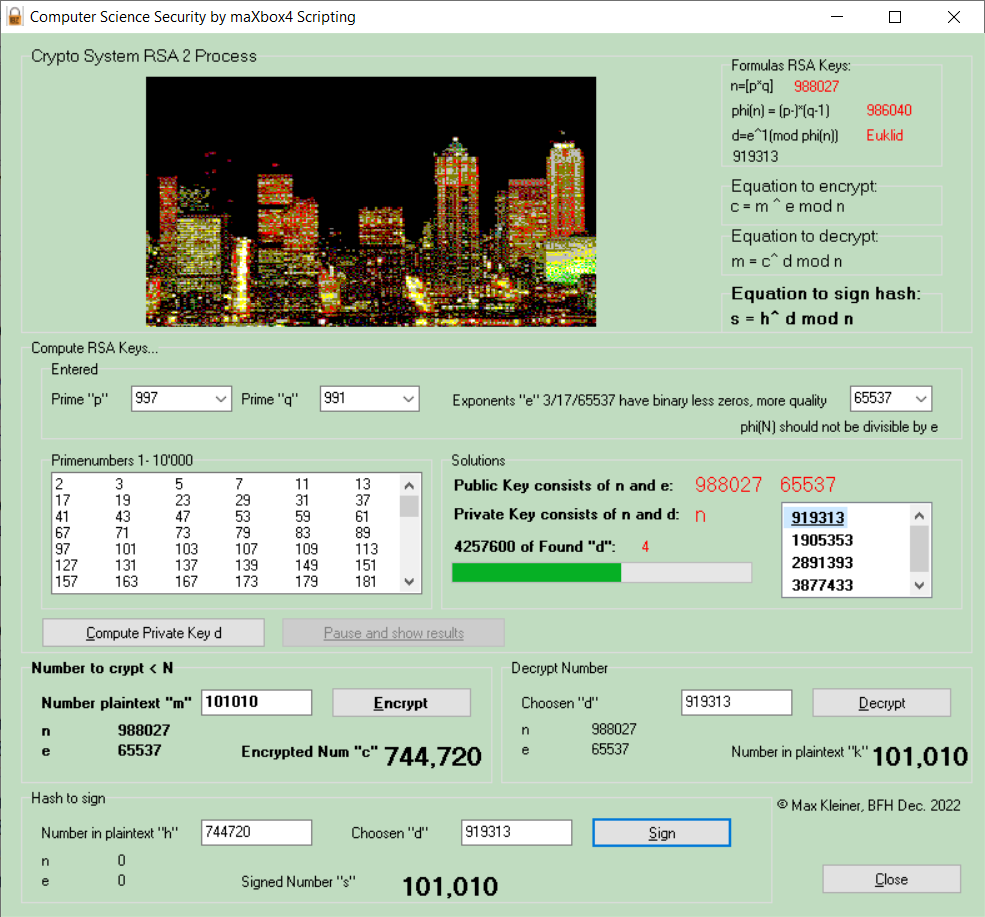 Computer Science Security by maXbox4 Scripting
Crypto System RSA 2 Process
Formulas RSA Keys:
n=[p*q] 988027
phi(n) = (p-)*(q-1) 986040
d=e^1(mod phi(n)) Euklid
919313
Equation to encrypt:
c = m ^ e mod n
Equation to decrypt:
m = c^ d mod n
Equation to sign hash:
s = h^ d mod n
Compute RSA Keys...
Entered
Prime "p" 997 Prime "q" 991 Exponents "e" 3/17/65537 have binary less zeros, more quality 65537
phi(N) should not be divisible by e
Primenumbers 1- 10'000
2 3 5 7 11 13
17 19 23 29 31 37
41 43 47 53 59 61
67 71 73 79 83 89
97 101 103 107 109 113
127 131 137 139 149 151
157 163 167 173 179 181
Solutions
Public Key consists of n and e: 988027 65537
Private Key consists of n and d: n
4257600 of Found "d": 4
919313
1905353
2891393
3877433
Compute Private Key d Pause and show results
Number to crypt < N
Number plaintext "m" 101010 Encrypt
n 988027
e 65537
Encrypted Num "c" 744,720
Decrypt Number
Choosen "d" 919313 Decrypt
n 988027
e 65537
Number in plaintext "k" 101,010
Hash to sign
Number in plaintext "h" 744720 Choosen "d" 919313 Sign
n 0
e 0
Signed Number "s" 101,010
© Max Kleiner, BFH Dec. 2022
Close